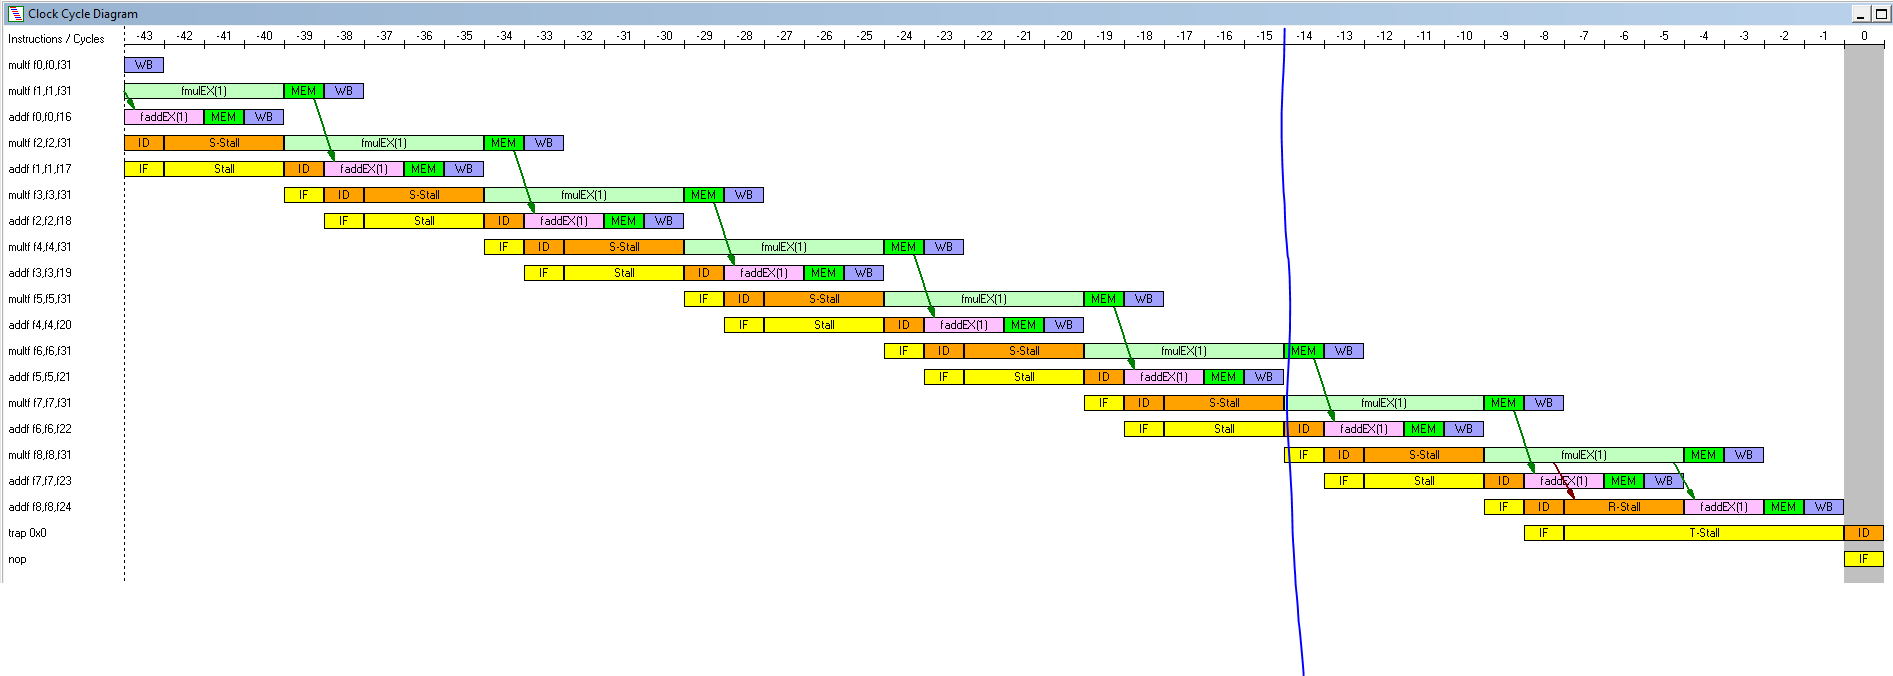 Clock Cycle Diagram
Instructions / Cycles -43 -42 -41 -40 -39 -38 -37 -36 -35 -34 -33 -32 -31 -30 -29 -28 -27 -26 -25 -24 -23 -22 -21 -20 -19 -18 -17 -16 -15 -14 -13 -12 -11 -10 -9 -8 -7 -6 -5 -4 -3 -2 -1 0
multf f0,f0,f31 WB
multf f1,f1,f31 fmulEX(1) MEM WB
addf f0,f0,f16 faddEX(1) MEM WB
multf f2,f2,f31 ID S-Stall fmulEX(1) MEM WB
addf f1,f1,f17 IF Stall ID faddEX(1) MEM WB
multf f3,f3,f31 IF ID S-Stall fmulEX(1) MEM WB
addf f2,f2,f18 IF Stall ID faddEX(1) MEM WB
multf f4,f4,f31 IF ID S-Stall fmulEX(1) MEM WB
addf f3,f3,f19 IF Stall ID faddEX(1) MEM WB
multf f5,f5,f31 IF ID S-Stall fmulEX(1) MEM WB
addf f4,f4,f20 IF Stall ID faddEX(1) MEM WB
multf f6,f6,f31 IF ID S-Stall fmulEX(1) MEM WB
addf f5,f5,f21 IF Stall ID faddEX(1) MEM WB
multf f7,f7,f31 IF ID S-Stall fmulEX(1) MEM WB
addf f6,f6,f22 IF Stall ID faddEX(1) MEM WB
multf f8,f8,f31 IF ID S-Stall fmulEX(1) MEM WB
addf f7,f7,f23 IF Stall ID faddEX(1) MEM WB
addf f8,f8,f24 IF ID R-Stall faddEX(1) MEM WB
trap 0x0 IF T-Stall ID
nop IF